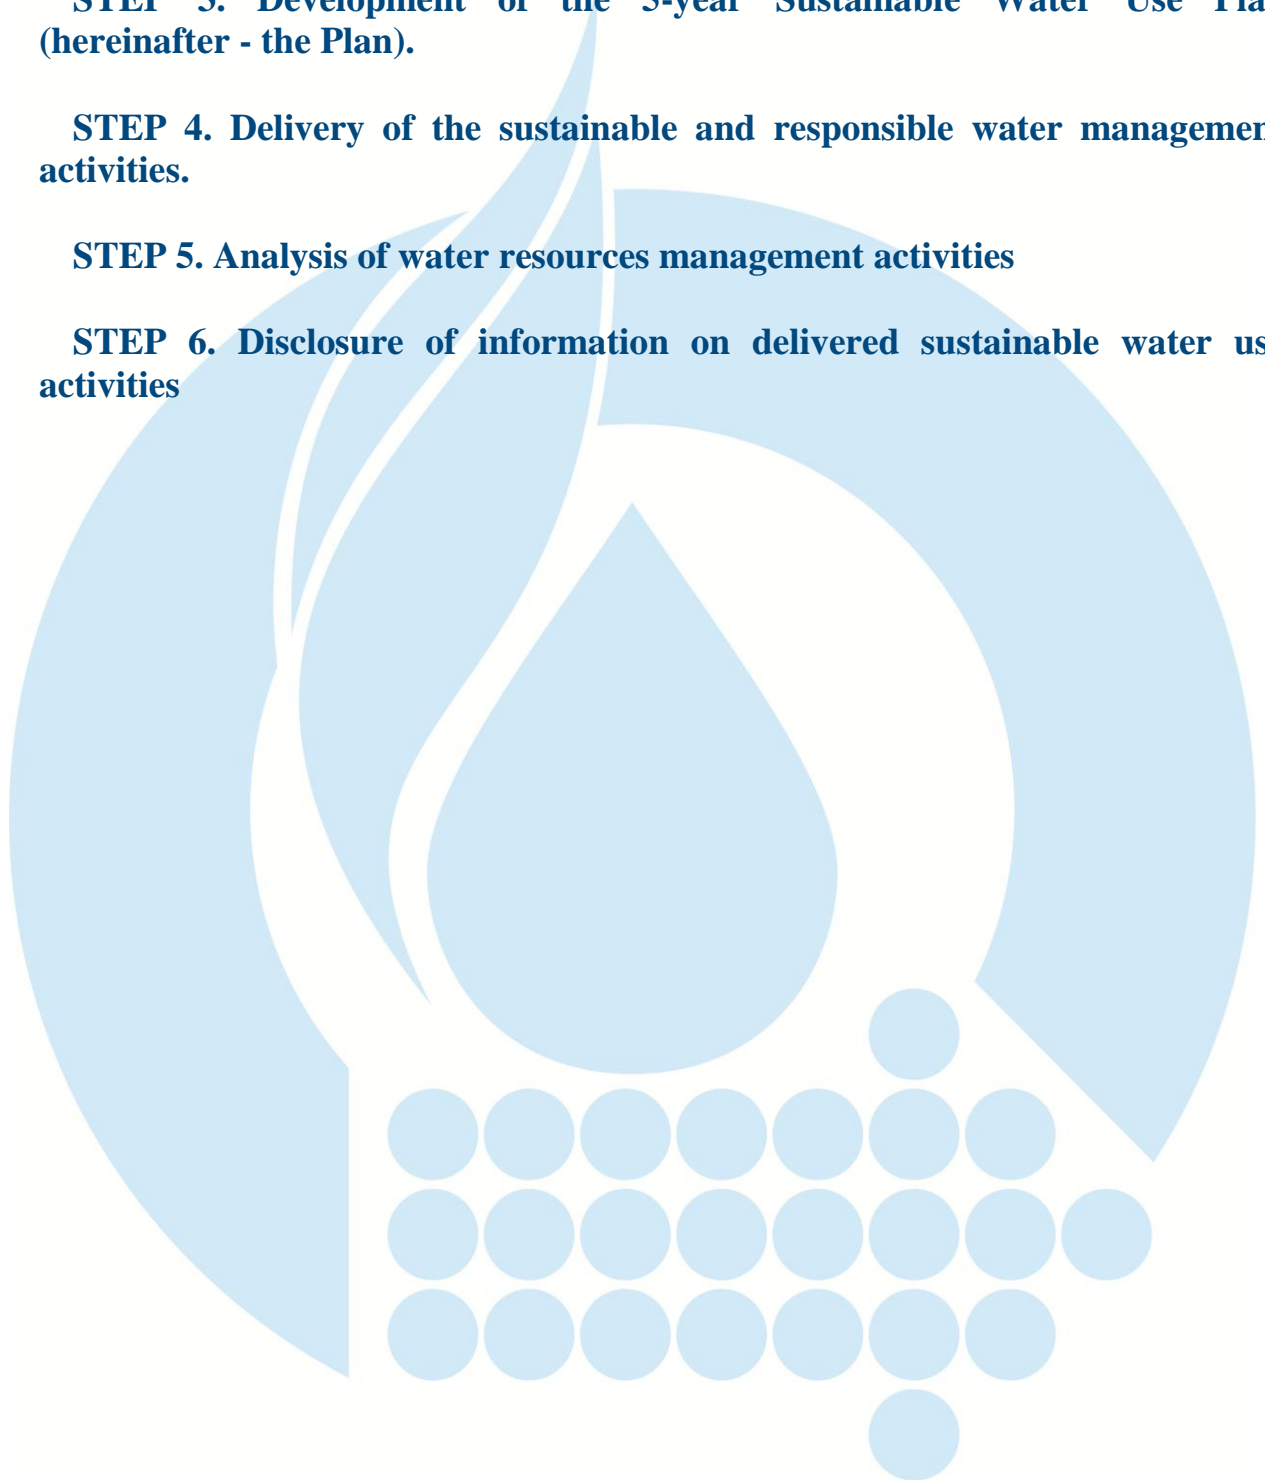 STEP 3. Development of the 5-year Sustainable Water Use Pla
(hereinafter - the Plan).
STEP 4. Delivery of the sustainable and responsible water managemen
activities.
STEP 5. Analysis of water resources management activities
STEP 6. Disclosure of information on delivered sustainable water us
activities